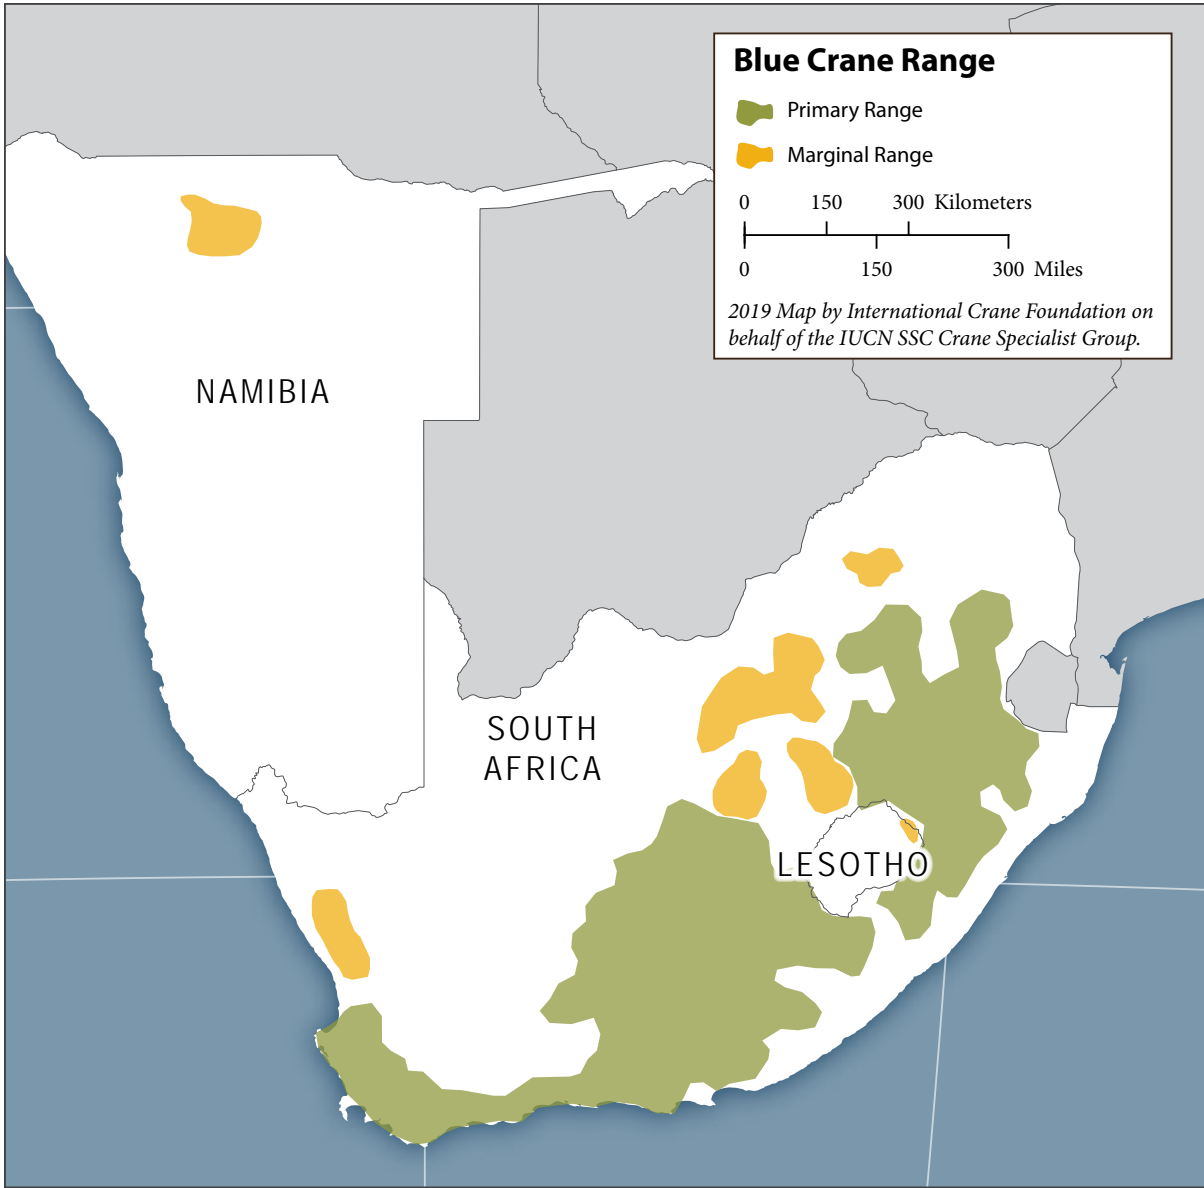 Blue Crane Range
Primary Range
Marginal Range
0 150 300 Kilometers
0 150 300 Miles
2019 Map by International Crane Foundation on
behalf of the IUCN SSC Crane Specialist Group.
NAMIBIA
SOUTH
AFRICA
LESOTHO